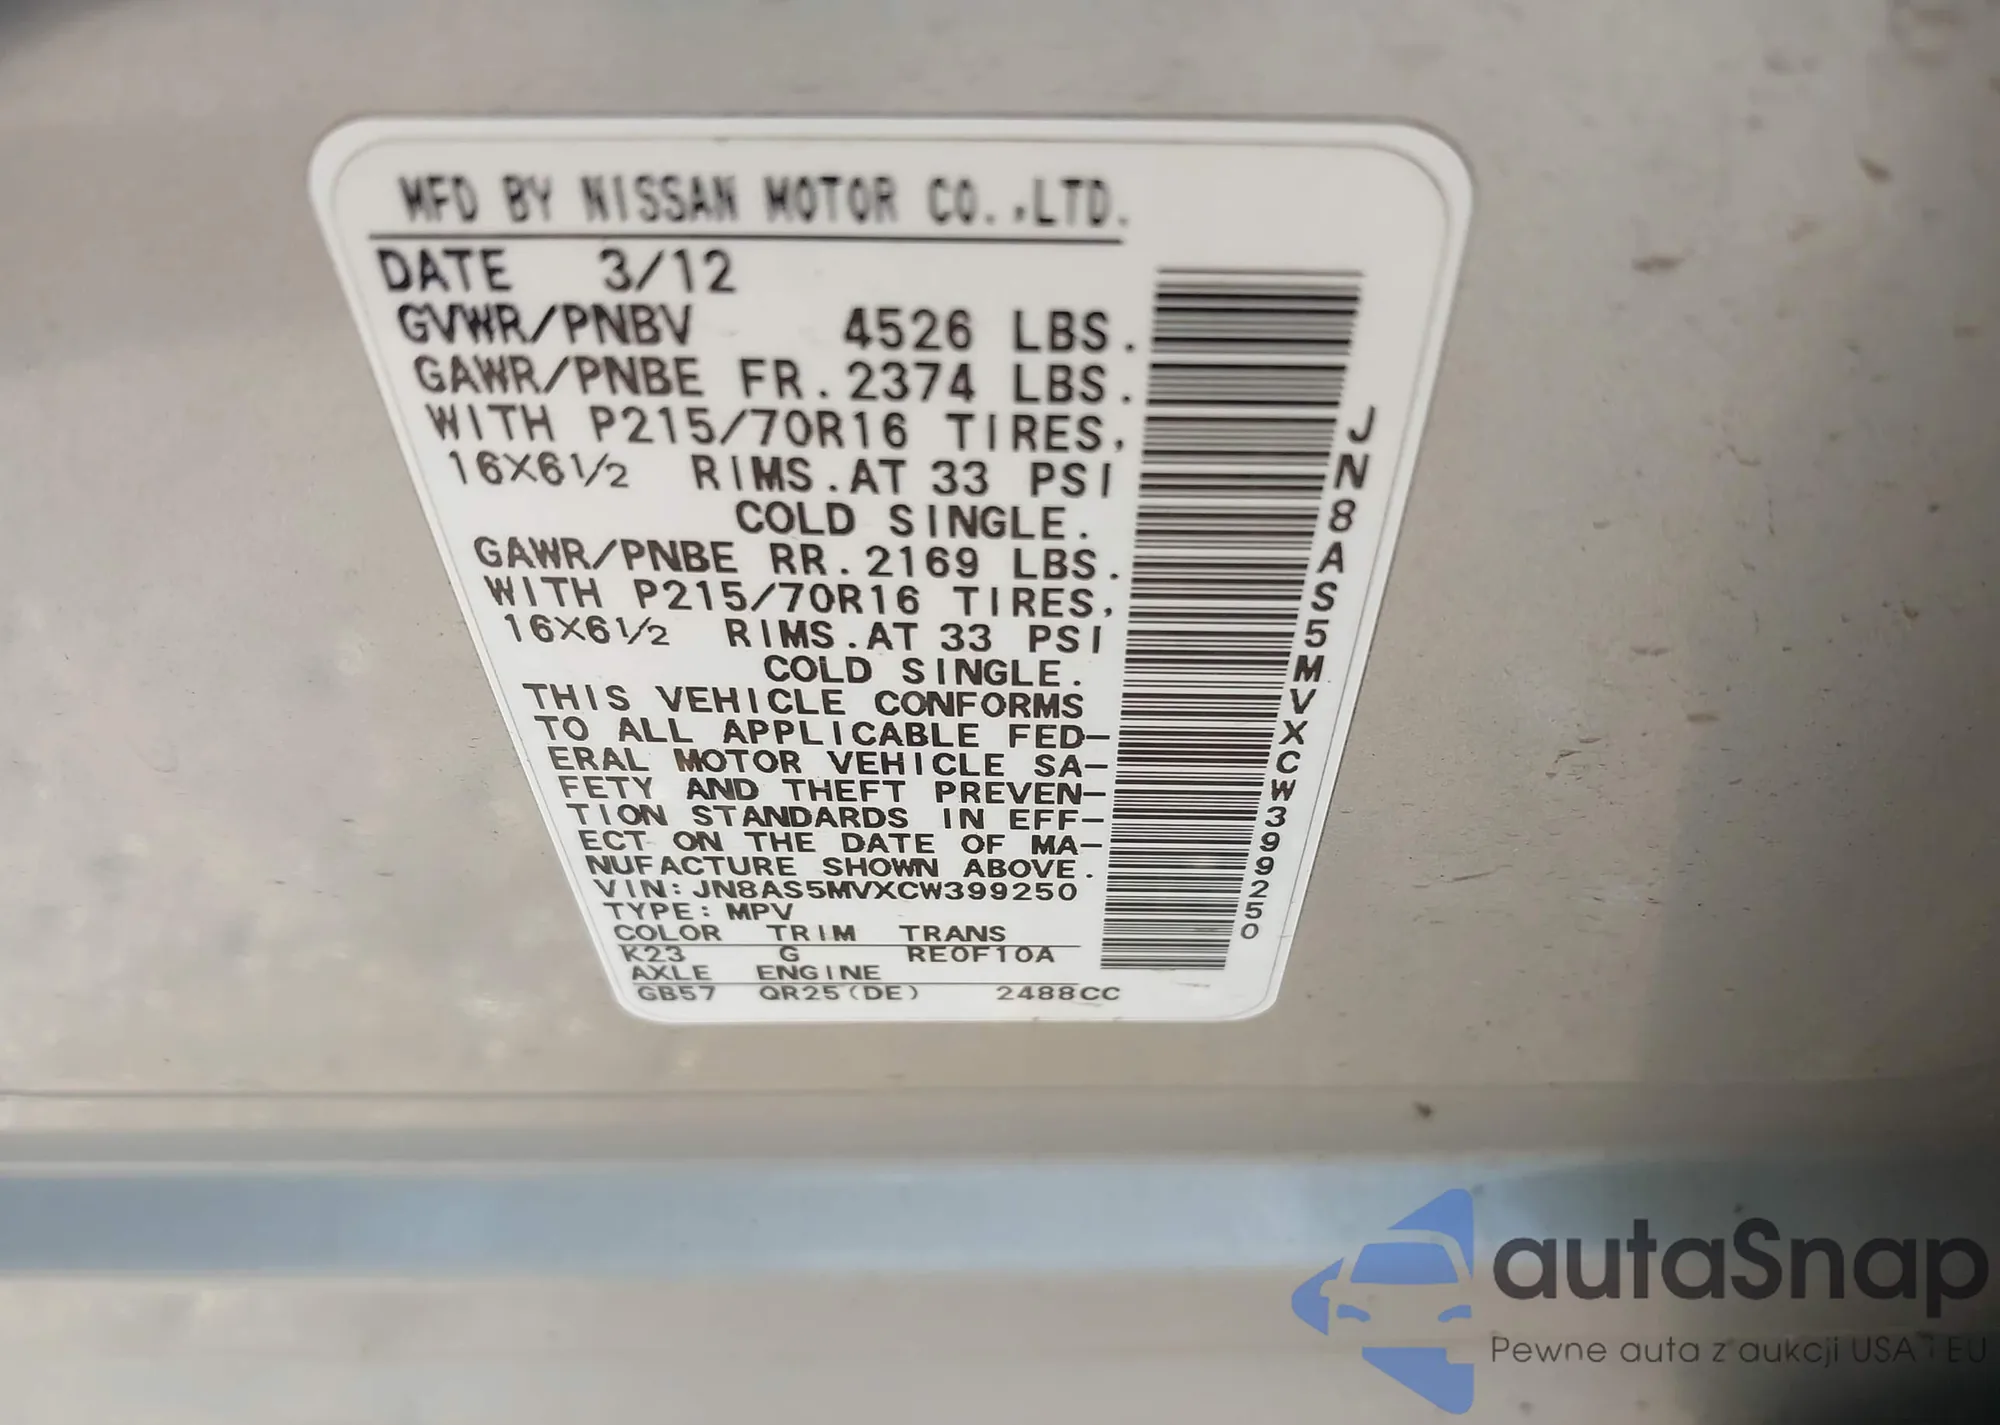 MFD BY NISSAN MOTOR CO.,LTD.
DATE 3/12
GVWR/PNBV 4526 LBS.
GAWR/PNBE FR. 2374 LBS.
WITH P215/70R16 TIRES,
16X6 1/2 RIMS. AT 33 PSI
COLD SINGLE.
GAWR/PNBE RR. 2169 LBS.
WITH P215/70R16 TIRES,
16X6 1/2 RIMS. AT 33 PSI
COLD SINGLE.
THIS VEHICLE CONFORMS
TO ALL APPLICABLE FED-
ERAL MOTOR VEHICLE SA-
FETY AND THEFT PREVEN-
TION STANDARDS IN EFF-
ECT ON THE DATE OF MA-
NUFACTURE SHOWN ABOVE.
VIN: JN8AS5MVXCW399250
TYPE: MPV
COLOR TRIM TRANS
K23 G RE0F10A
AXLE ENGINE
GB57 QR25(DE) 2488CC
JN8AS5MVXCW399250
autaSnap
Pewne auta z aukcji USA i EU